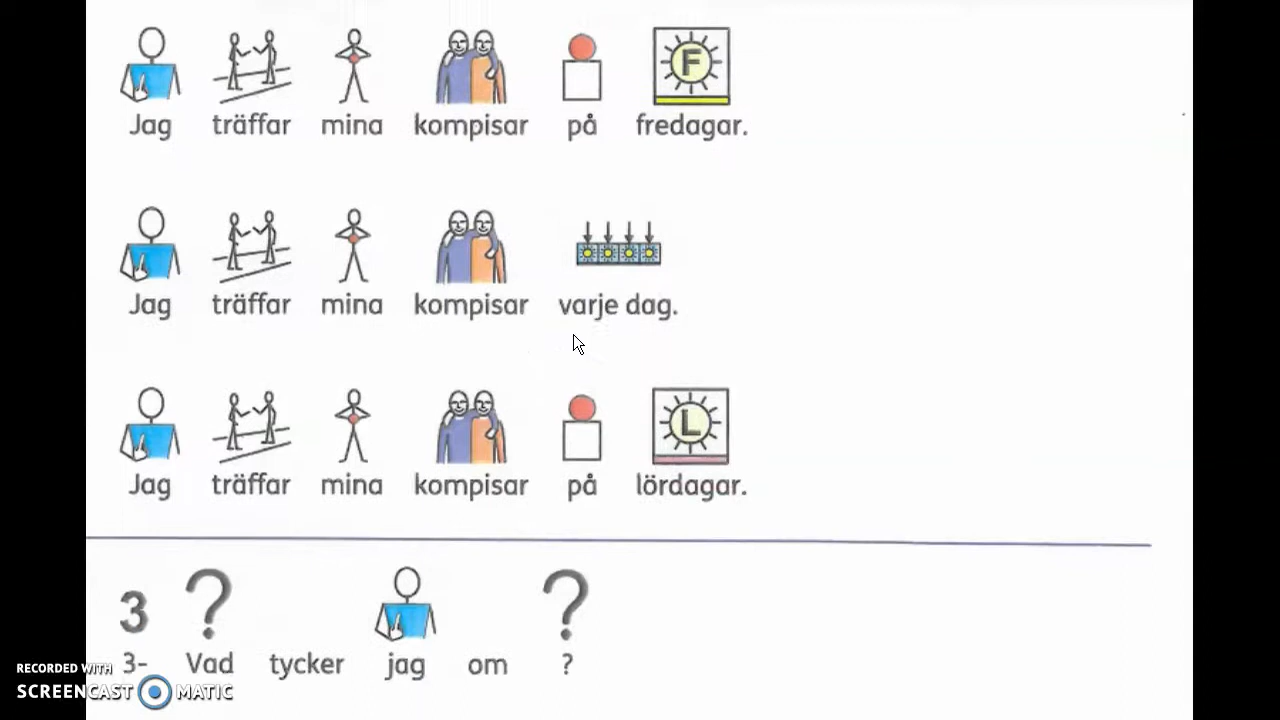 F
Jag träffar mina kompisar på fredagar.
Jag träffar mina kompisar varje dag.
L
Jag träffar mina kompisar på lördagar.
3 ? ?
3- Vad tycker jag om ?
RECORDED WITH
SCREENCAST MATIC